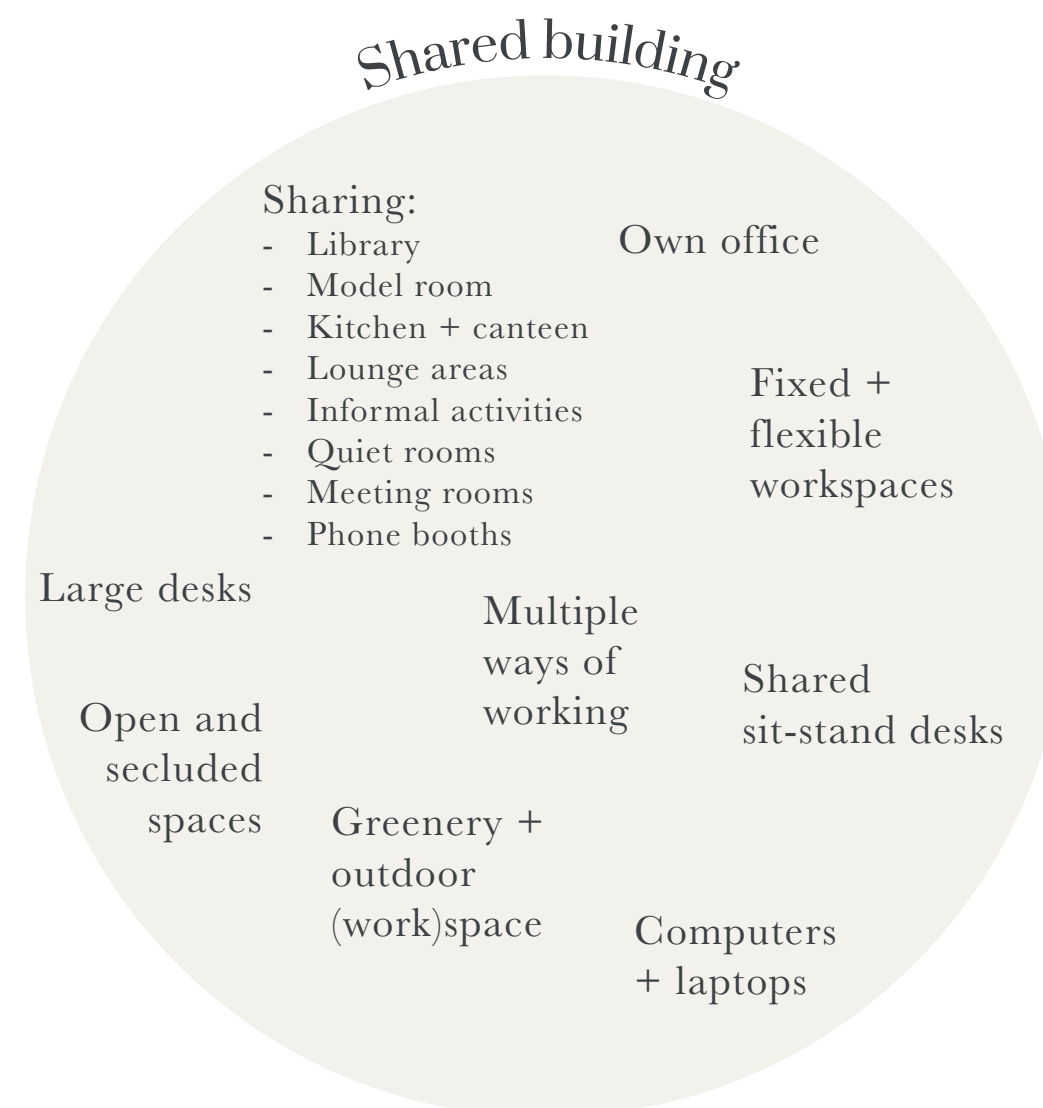 Shared building
Sharing:
- Library
- Model room
- Kitchen + canteen
- Lounge areas
- Informal activities
- Quiet rooms
- Meeting rooms
- Phone booths
Own office
Fixed +
flexible
workspaces
Large desks
Multiple
ways of
working
Shared
sit-stand desks
Open and
secluded
spaces
Greenery +
outdoor
(work)space
Computers
+ laptops